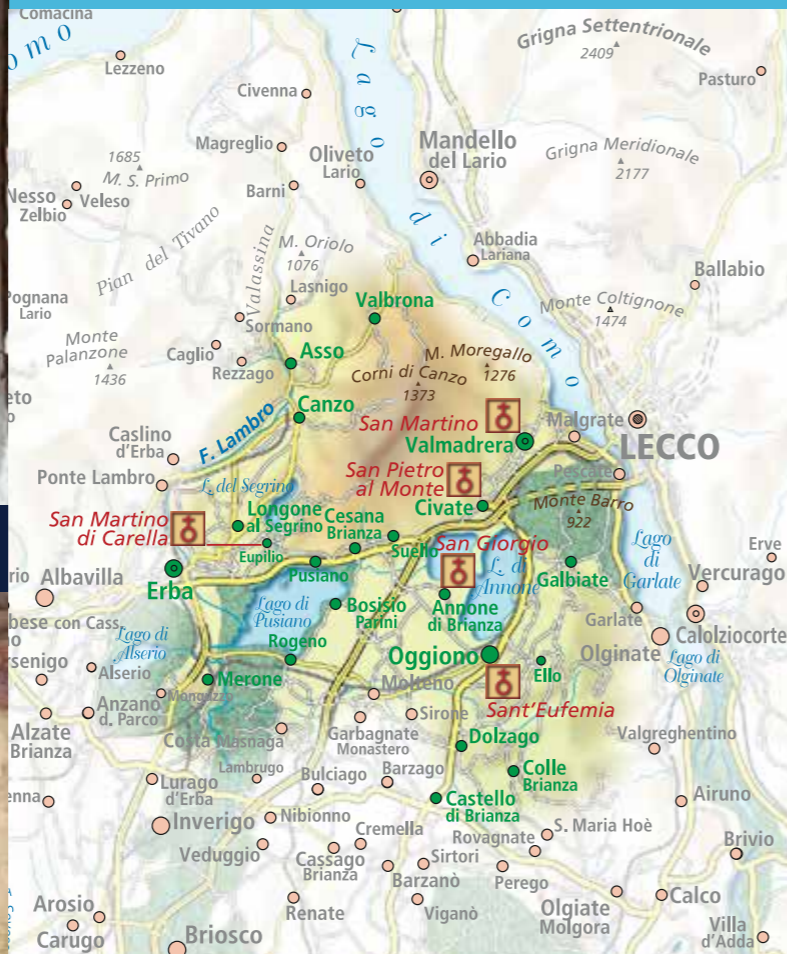 Comacina
omo
Lezzeno
Lago
Grigna Settentrionale
2409
Pasturo
Civenna
Magreglio
Oliveto
Lario
Mandello
del Lario
Grigna Meridionale
2177
1685
M. S. Primo
Barni
Nesso
Veleso
Zelbio
di
Pian del Tivano
Valassina
M. Oriolo
1076
Abbadia
Lariana
Ballabio
Como
Lasnigo
Valbrona
Pognana
Lario
Sormano
Monte Coltignone
1474
Monte
Palanzone
1436
Caglio
Rezzago
Asso
M. Moregallo
1276
Corni di Canzo
1373
eto
o
Canzo
San Martino
Malgrate
F. Lambro
Valmadrera
LECCO
Caslino
d'Erba
Ponte Lambro
San Pietro
al Monte
Pescate
L. del Segrino
Civate
Monte Barro
922
San Martino
di Carella
Longone
al Segrino
Cesana
Brianza
Eupilio
Suello
San Giorgio
Lago
di
Garlate
Erve
rio
Albavilla
Erba
Pusiano
L. di
Annone
Galbiate
Vercurago
Lago di
Pusiano
Bosisio
Parini
Annone
di Brianza
Garlate
bese con Cass.
o
Lago di
Alserio
Rogeno
Oggiono
Olginate
Calolziocorte
Lago di
Olginate
rsenigo
Alserio
Merone
Ello
Anzano
d. Parco
Monguzzo
Molteno
Sirone
Sant'Eufemia
Alzate
Brianza
Costa Masnaga
Garbagnate
Monastero
Dolzago
Valgreghentino
Lambrugo
Bulciago
Barzago
Colle
Brianza
enna
Lurago
d'Erba
Castello
di Brianza
Airuno
Inverigo
Nibionno
Cremella
S. Maria Hoè
Rovagnate
Veduggio
Cassago
Brianza
Sirtori
Brivio
Barzanò
Perego
Arosio
Renate
Viganò
Olgiate
Molgora
Calco
Carugo
Briosco
Villa
d'Adda